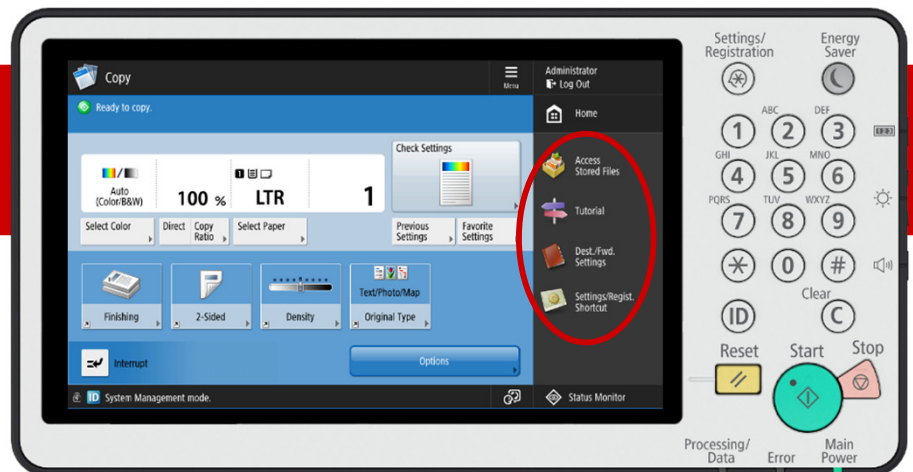 Copy
Menu
Administrator
Log Out
Ready to copy.
Home
Auto
(Color/B&W)
100 %
1
LTR
1
Check Settings
Select Color
Direct
Copy
Ratio
Select Paper
Previous
Settings
Favorite
Settings
Finishing
2-Sided
Density
Text/Photo/Map
Original Type
Interrupt
Options
ID System Management mode.
Access
Stored Files
Tutorial
Dest./Fwd.
Settings
Settings/Regist.
Shortcut
Status Monitor
Settings/
Registration
Energy
Saver
ABC DEF
1 2 3
GHI JKL MNO
4 5 6
PQRS TUV WXYZ
7 8 9
* 0 #
Clear
ID C
Reset Start Stop
Processing/
Data
Error
Main
Power